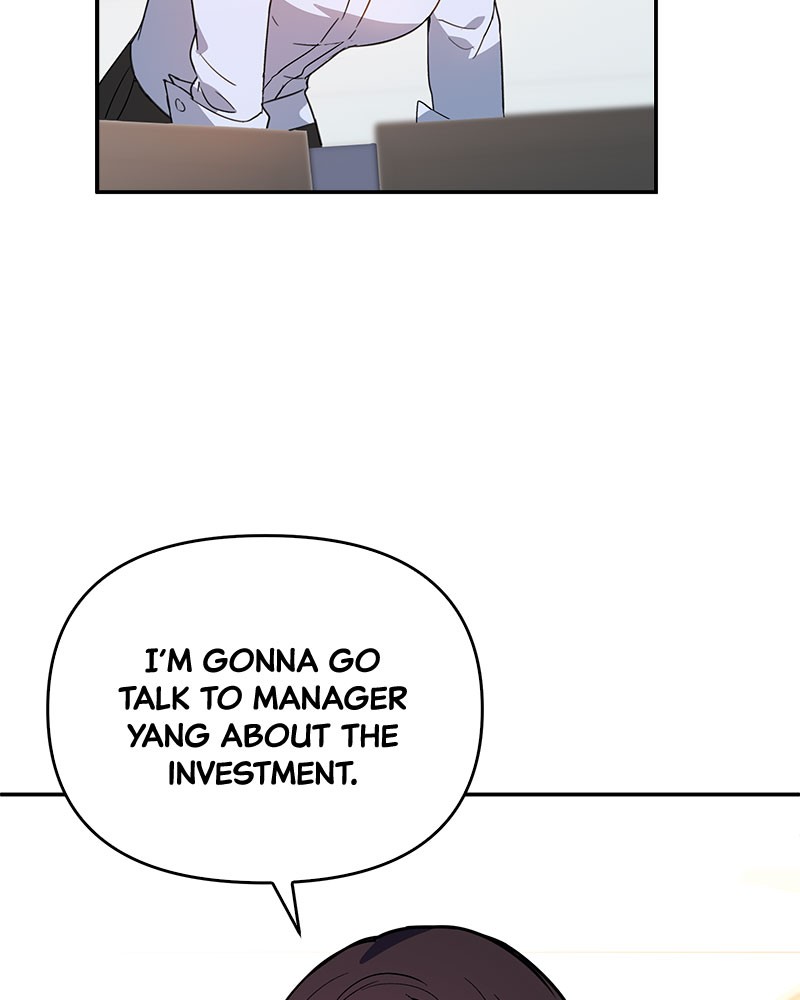 I'M GONNA GO
TALK TO MANAGER
YANG ABOUT THE
INVESTMENT.